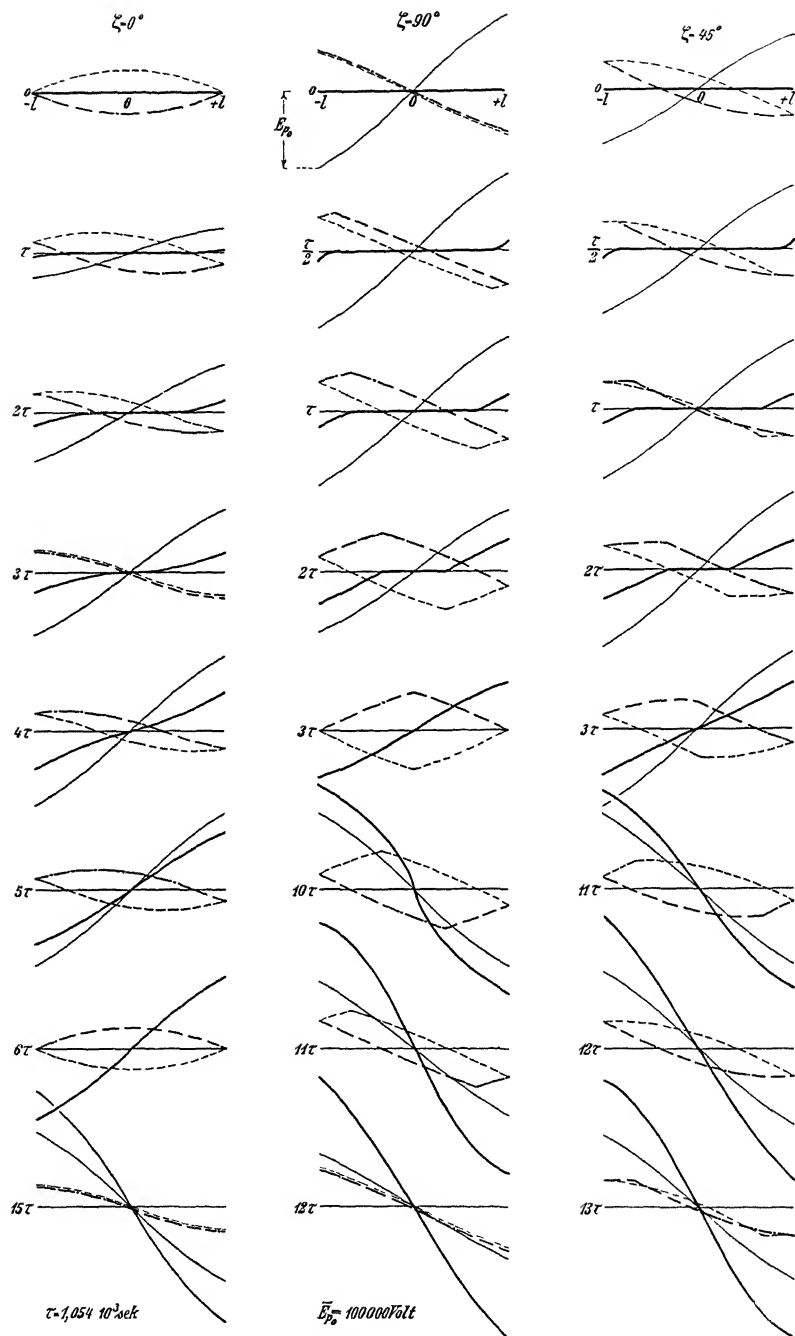 ζ=0° ζ=90° ζ=45°
0 0
-l 0 +l -l 0 +l -l 0 +l
E_{p_0}
τ τ/2 τ/2
2τ τ τ
3τ 2τ 2τ
4τ 3τ 3τ
5τ 10τ 11τ
6τ 11τ 12τ
15τ 12τ 13τ
τ=1,054 10³sek Ē_{p_0}=100000Volt